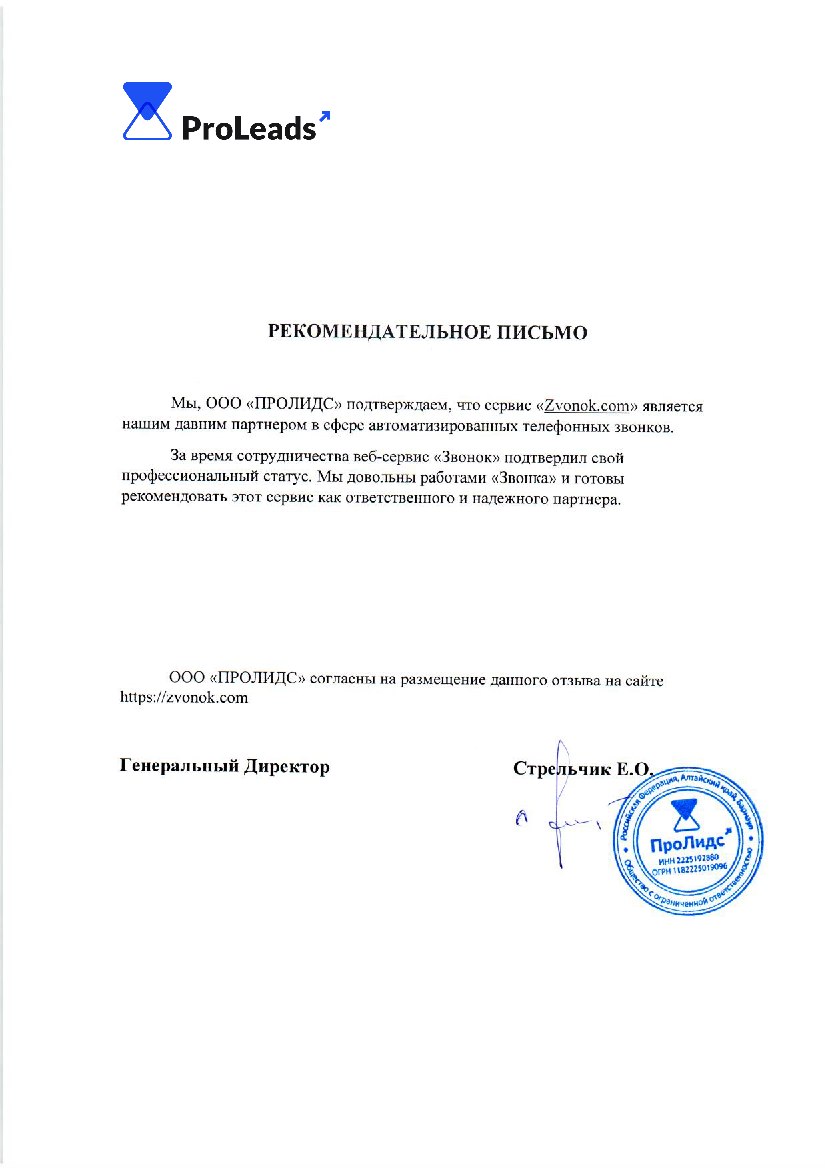 ProLeads
РЕКОМЕНДАТЕЛЬНОЕ ПИСЬМО
Мы, ООО «ПРОЛИДС» подтверждаем, что сервис «Zvonok.com» является
нашим давним партнером в сфере автоматизированных телефонных звонков.
За время сотрудничества веб-сервис «Звонок» подтвердил свой
профессиональный статус. Мы довольны работами «Звонка» и готовы
рекомендовать этот сервис как ответственного и надежного партнера.
ООО «ПРОЛИДС» согласны на размещение данного отзыва на сайте
https://zvonok.com
Генеральный Директор
Стрельчик Е.О.
Российская Федерация, Алтайский край, Барнаул
ПроЛидс
ИНН 2225192860
ОГРН 1182225019096
Общество с ограниченной ответственностью